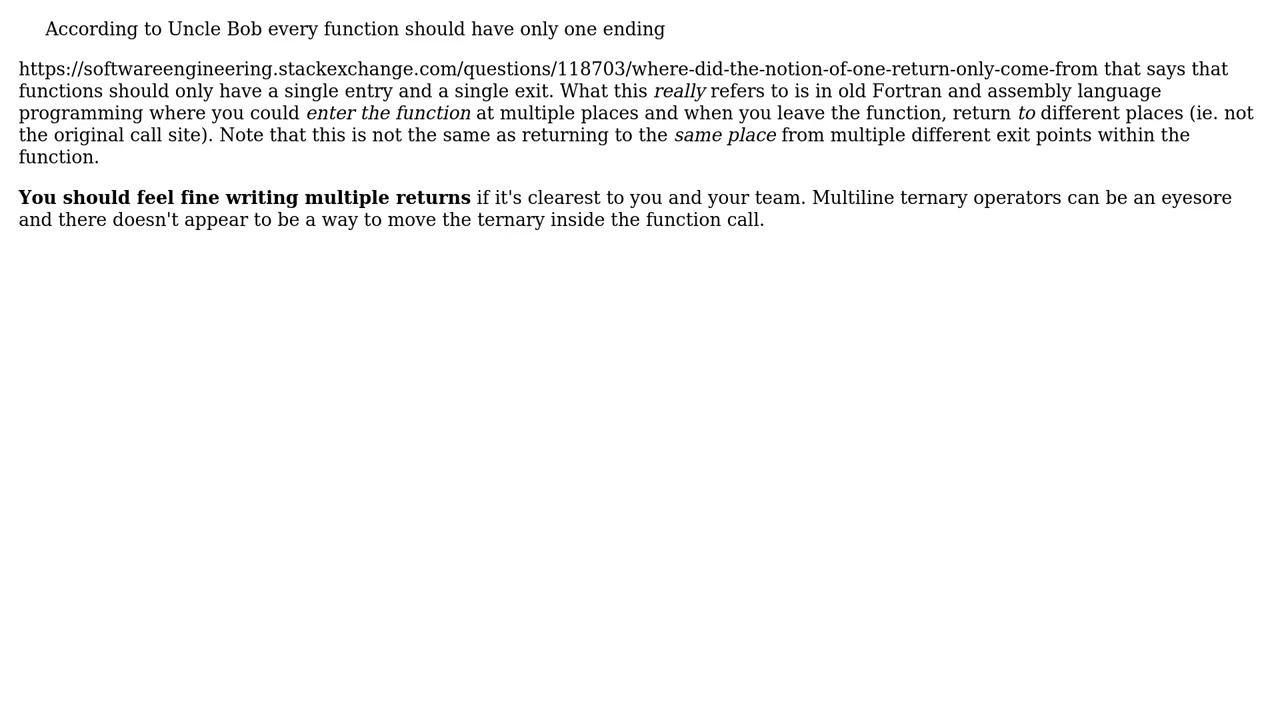 According to Uncle Bob every function should have only one ending
https://softwareengineering.stackexchange.com/questions/118703/where-did-the-notion-of-one-return-only-come-from that says that
functions should only have a single entry and a single exit. What this really refers to is in old Fortran and assembly language
programming where you could enter the function at multiple places and when you leave the function, return to different places (ie. not
the original call site). Note that this is not the same as returning to the same place from multiple different exit points within the
function.
You should feel fine writing multiple returns if it's clearest to you and your team. Multiline ternary operators can be an eyesore
and there doesn't appear to be a way to move the ternary inside the function call.